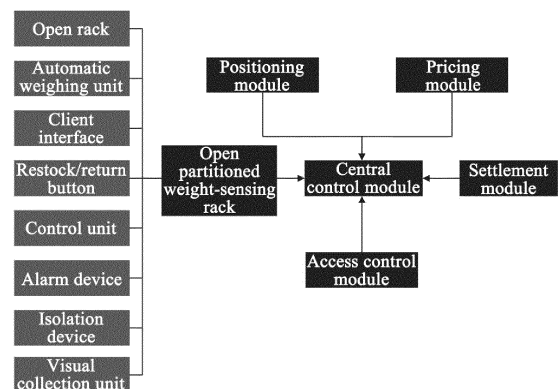 Open rack
Automatic
weighing unit
Client
interface
Restock/return
button
Control unit
Alarm device
Isolation
device
Visual
collection unit
Open
partitioned
weight-sensing
rack
Positioning
module
Pricing
module
Central
control module
Settlement
module
Access control
module